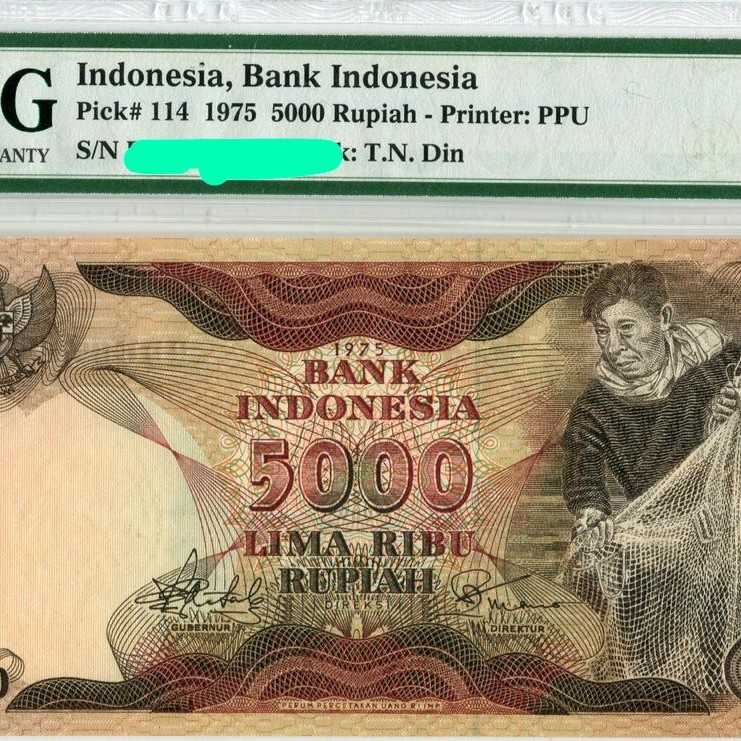 G
ANTY
Indonesia, Bank Indonesia
Pick# 114 1975 5000 Rupiah - Printer: PPU
S/N k: T.N. Din
1975
BANK
INDONESIA
5000
LIMA RIBU
RUPIAH
DIREKSI
GUBERNUR
DIREKTUR
PERUM PERCETAKAN UANG RI IMP.